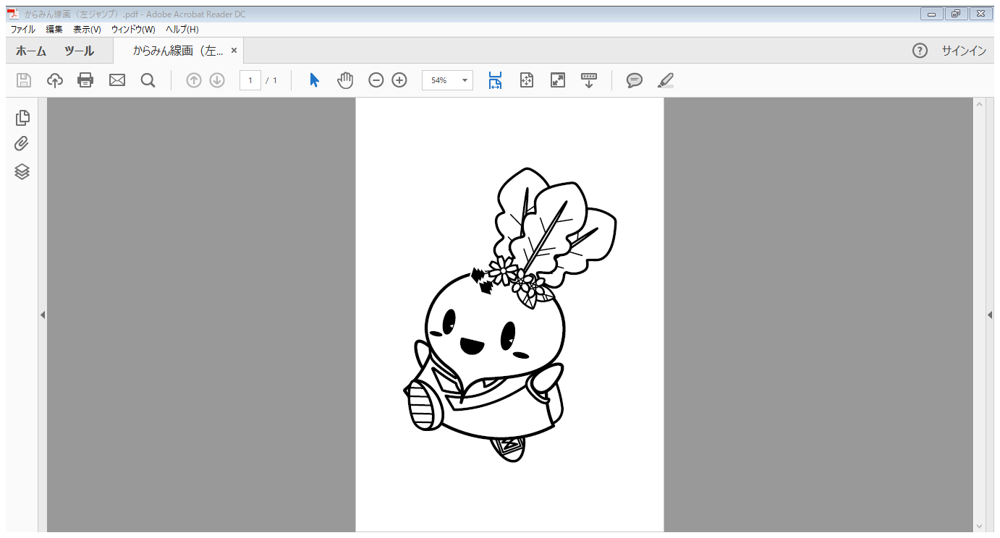 からみん線画（左ジャンプ）.pdf - Adobe Acrobat Reader DC
ファイル 編集 表示(V) ウィンドウ(W) ヘルプ(H)
ホーム ツール からみん線画（左... × サインイン
1 / 1 54%